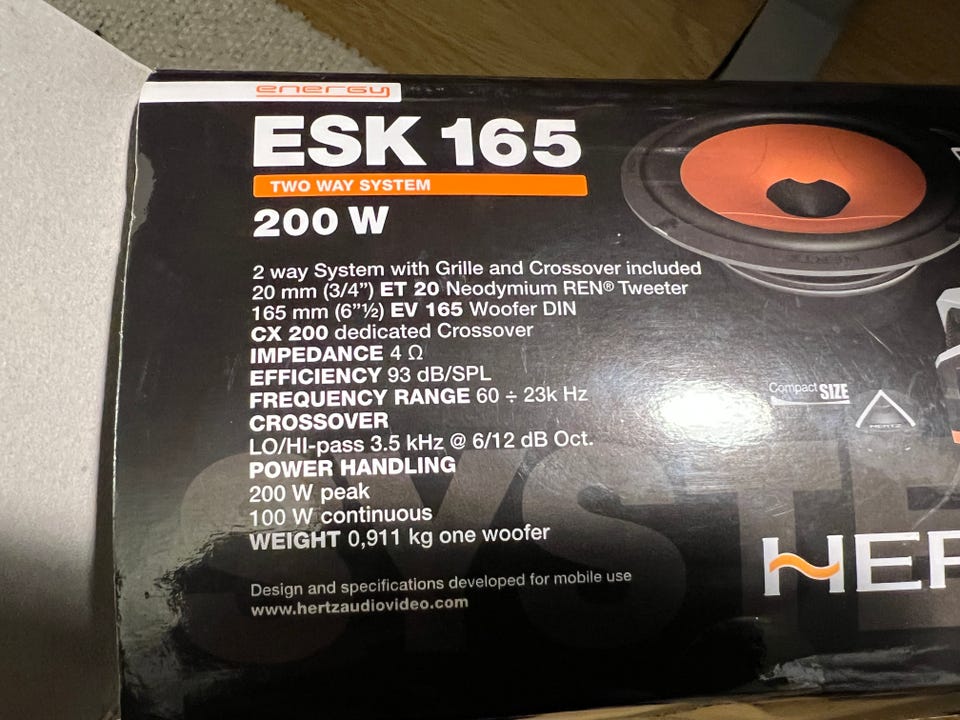 energy
ESK 165
TWO WAY SYSTEM
200 W
2 way System with Grille and Crossover included
20 mm (3/4”) ET 20 Neodymium REN® Tweeter
165 mm (6”½) EV 165 Woofer DIN
CX 200 dedicated Crossover
IMPEDANCE 4 Ω
EFFICIENCY 93 dB/SPL
FREQUENCY RANGE 60 ÷ 23k Hz
CROSSOVER
LO/HI-pass 3.5 kHz @ 6/12 dB Oct.
POWER HANDLING
200 W peak
100 W continuous
WEIGHT 0,911 kg one woofer
Design and specifications developed for mobile use
www.hertzaudiovideo.com
Compact SIZE
HERTZ
HER
SYSTE